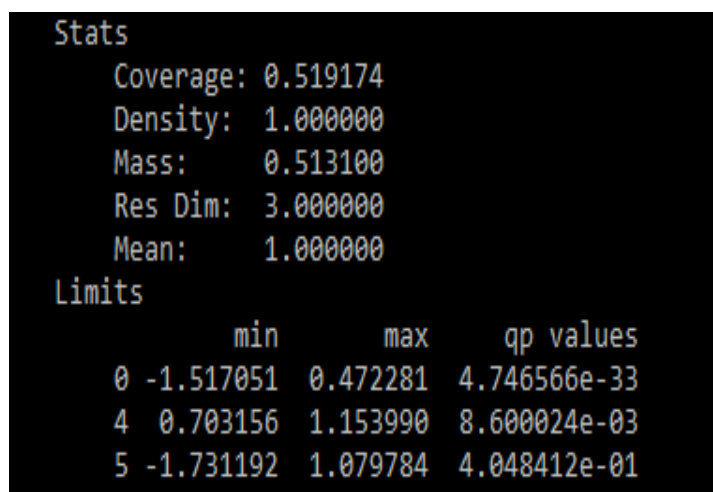 Stats
Coverage: 0.519174
Density: 1.000000
Mass: 0.513100
Res Dim: 3.000000
Mean: 1.000000
Limits
min max qp values
0 -1.517051 0.472281 4.746566e-33
4 0.703156 1.153990 8.600024e-03
5 -1.731192 1.079784 4.048412e-01